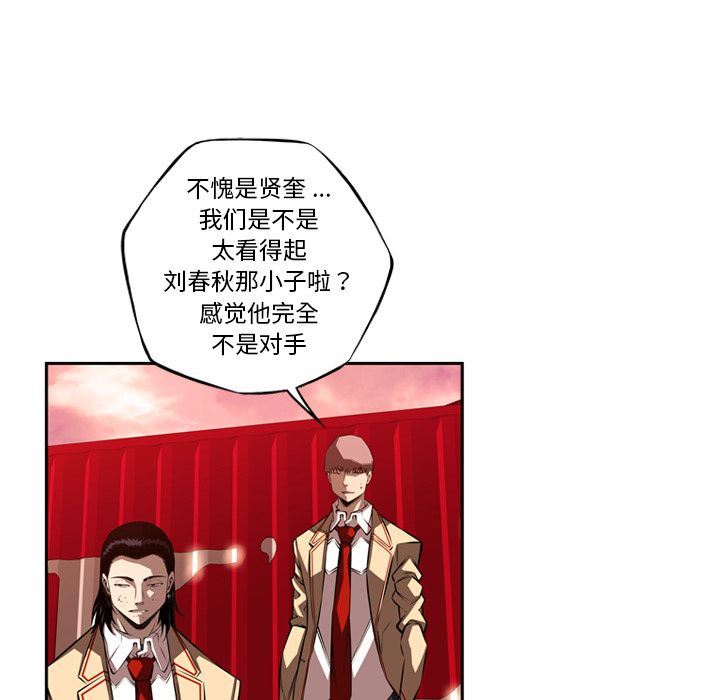 不愧是贤奎...
我们是不是
太看得起
刘春秋那小子啦？
感觉他完全
不是对手